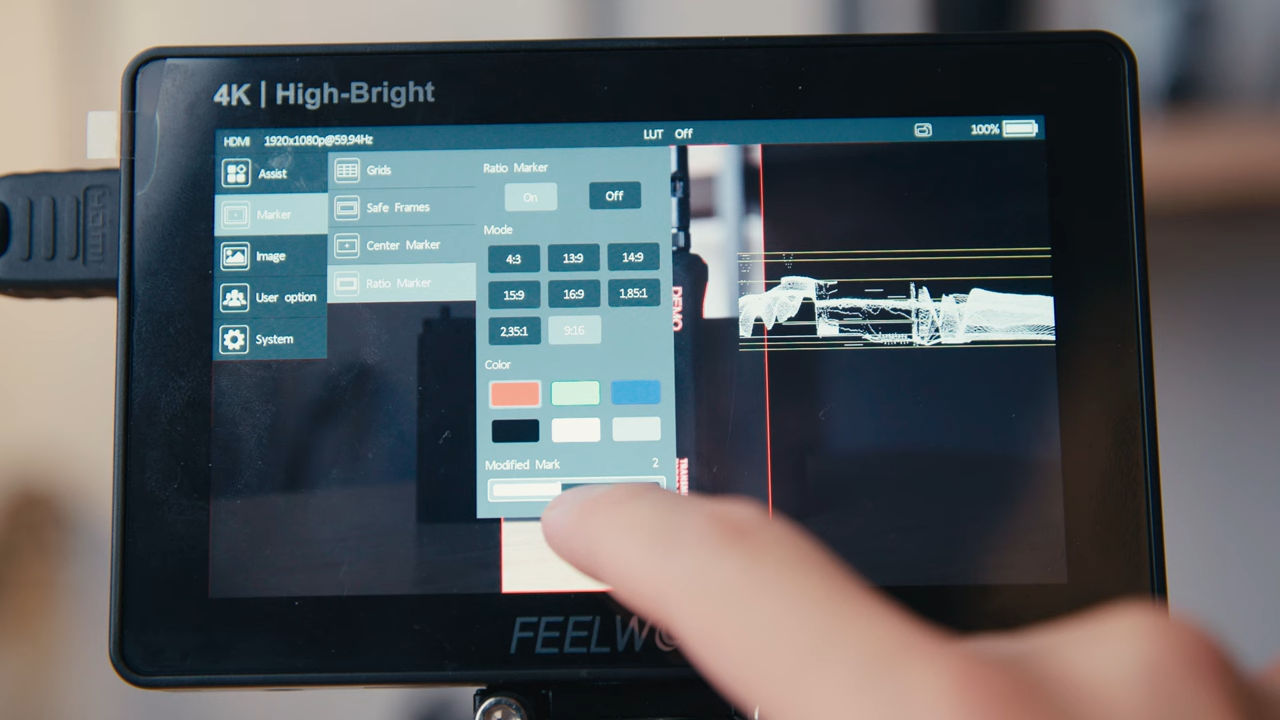 4K | High-Bright
HDMI 1920x1080p@59.94Hz LUT Off 100%
Assist
Marker
Image
User option
System
Grids
Safe Frames
Center Marker
Ratio Marker
Ratio Marker
On Off
Mode
4:3 13:9 14:9
15:9 16:9 1.85:1
2.35:1 9:16
Color
Modified Mark 2
DEMO
HDMI
FEELW